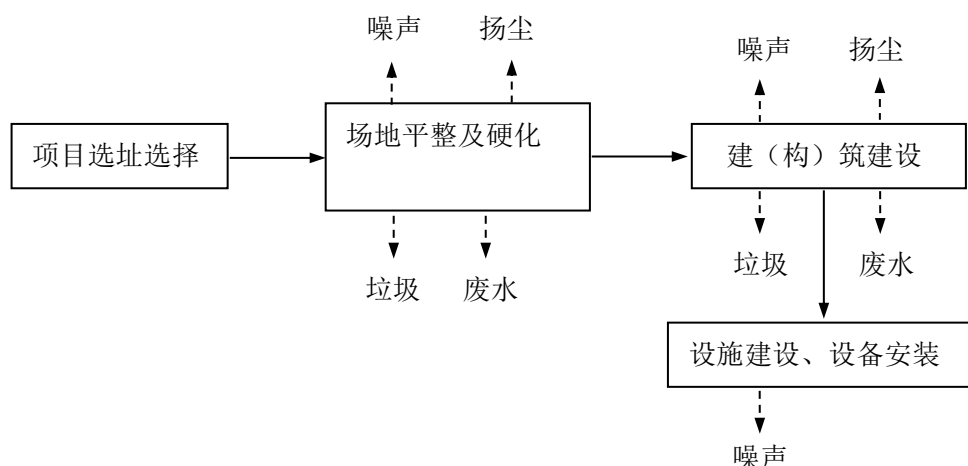 噪声 扬尘
噪声 扬尘
项目选址选择
场地平整及硬化
建（构）筑建设
垃圾 废水
垃圾 废水
设施建设、设备安装
噪声